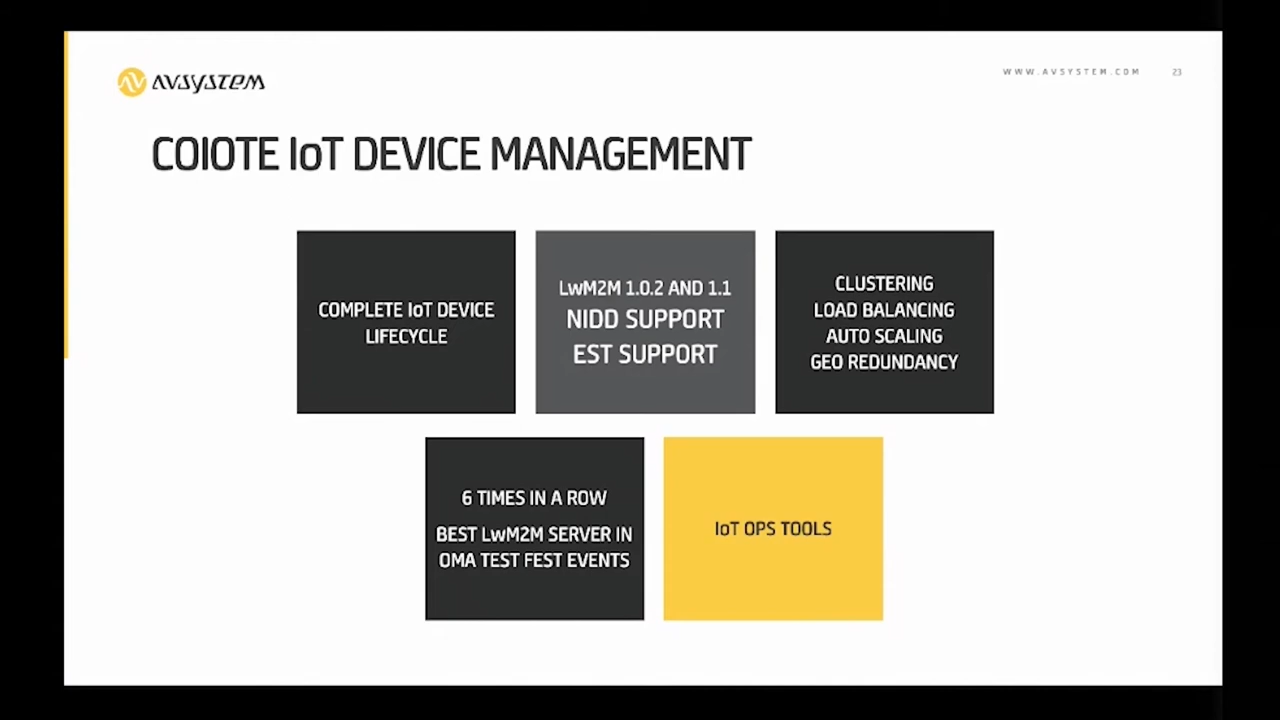 AVSYSTEM
WWW.AVSYSTEM.COM 23
COIOTE IoT DEVICE MANAGEMENT
COMPLETE IoT DEVICE
LIFECYCLE
LwM2M 1.0.2 AND 1.1
NIDD SUPPORT
EST SUPPORT
CLUSTERING
LOAD BALANCING
AUTO SCALING
GEO REDUNDANCY
6 TIMES IN A ROW
BEST LwM2M SERVER IN
OMA TEST FEST EVENTS
IoT OPS TOOLS